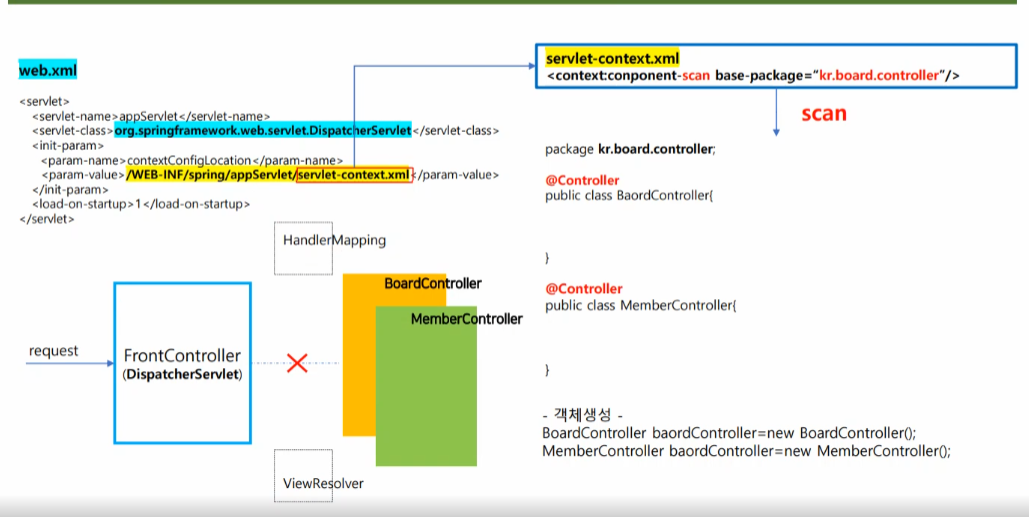 web.xml
<servlet>
<servlet-name>appServlet</servlet-name>
<servlet-class>org.springframework.web.servlet.DispatcherServlet</servlet-class>
<init-param>
<param-name>contextConfigLocation</param-name>
<param-value>/WEB-INF/spring/appServlet/servlet-context.xml</param-value>
</init-param>
<load-on-startup>1</load-on-startup>
</servlet>
servlet-context.xml
<context:conponent-scan base-package="kr.board.controller"/>
scan
package kr.board.controller;
@Controller
public class BaordController{
}
@Controller
public class MemberController{
}
- 객체생성 -
BoardController baordController=new BoardController();
MemberController baordController=new MemberController();
HandlerMapping
BoardController
MemberController
request
FrontController
(DispatcherServlet)
ViewResolver